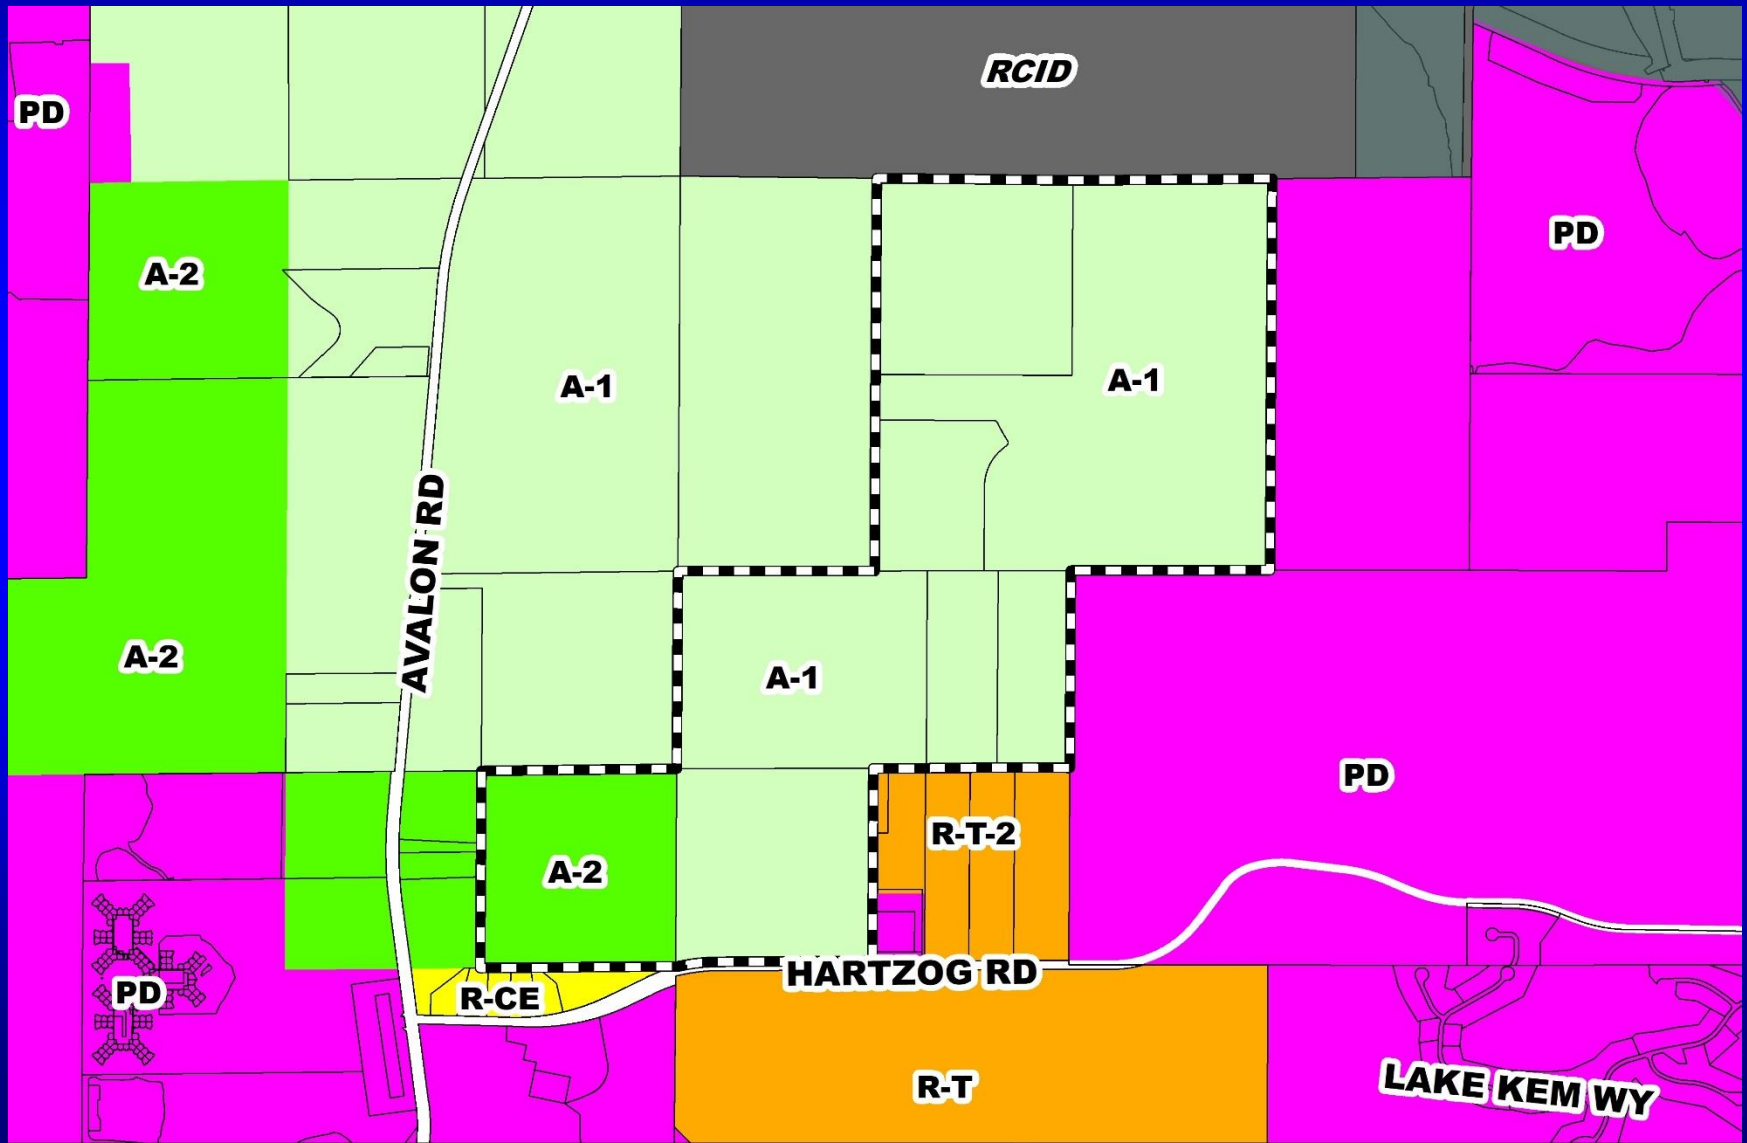 RCID
PD
PD
A-2
A-1
A-1
AVALON RD
A-2
A-1
PD
R-T-2
A-2
HARTZOG RD
PD
R-CE
R-T
LAKE KEM WY